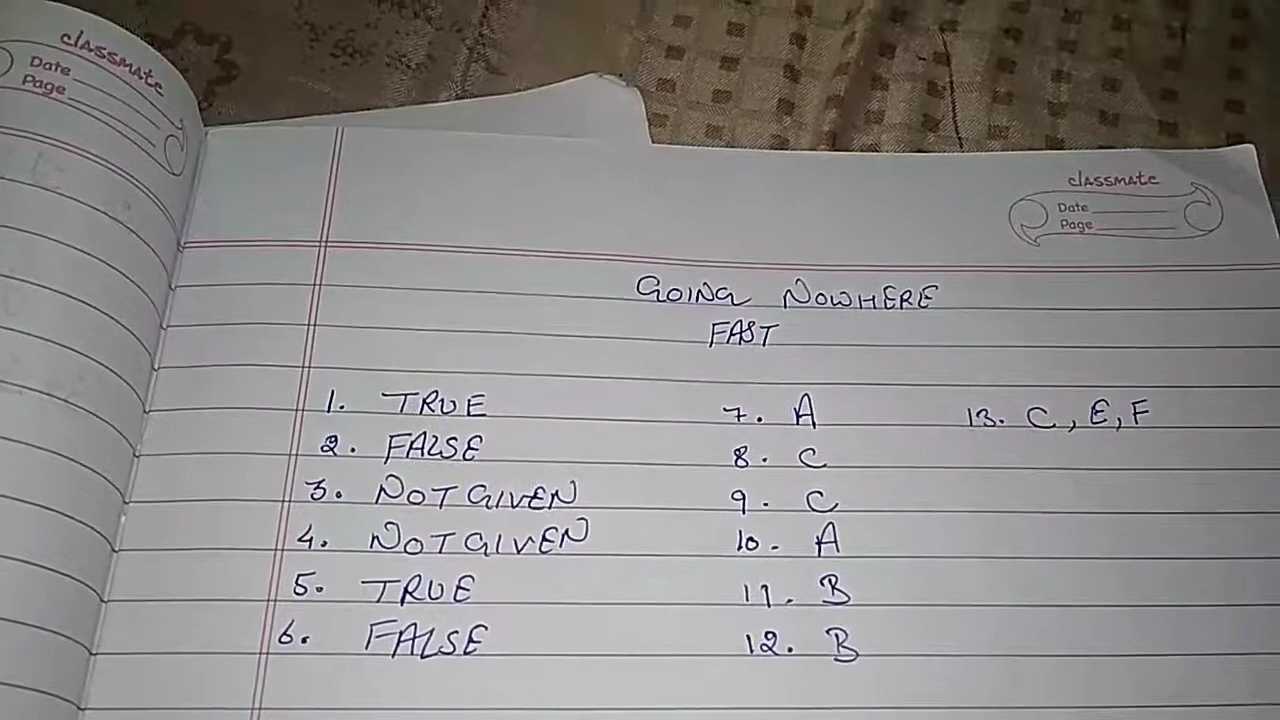 classmate
Date
Page
classmate
Date
Page
GOING NOWHERE
FAST
1. TRUE
2. FALSE
3. NOT GIVEN
4. NOT GIVEN
5. TRUE
6. FALSE
7. A
8. C
9. C
10. A
11. B
12. B
13. C, E, F